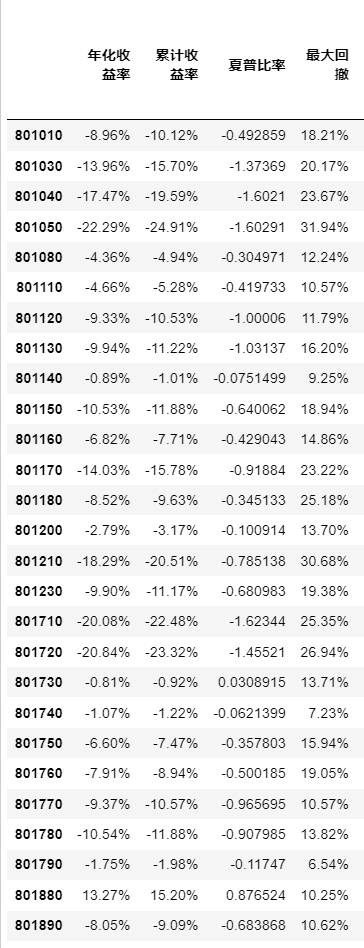 年化收 累计收 夏普比率 最大回
益率 益率 撤
801010 -8.96% -10.12% -0.492859 18.21%
801030 -13.96% -15.70% -1.37369 20.17%
801040 -17.47% -19.59% -1.6021 23.67%
801050 -22.29% -24.91% -1.60291 31.94%
801080 -4.36% -4.94% -0.304971 12.24%
801110 -4.66% -5.28% -0.419733 10.57%
801120 -9.33% -10.53% -1.00006 11.79%
801130 -9.94% -11.22% -1.03137 16.20%
801140 -0.89% -1.01% -0.0751499 9.25%
801150 -10.53% -11.88% -0.640062 18.94%
801160 -6.82% -7.71% -0.429043 14.86%
801170 -14.03% -15.78% -0.91884 23.22%
801180 -8.52% -9.63% -0.345133 25.18%
801200 -2.79% -3.17% -0.100914 13.70%
801210 -18.29% -20.51% -0.785138 30.68%
801230 -9.90% -11.17% -0.680983 19.38%
801710 -20.08% -22.48% -1.62344 25.35%
801720 -20.84% -23.32% -1.45521 26.94%
801730 -0.81% -0.92% 0.0308915 13.71%
801740 -1.07% -1.22% -0.0621399 7.23%
801750 -6.60% -7.47% -0.357803 15.94%
801760 -7.91% -8.94% -0.500185 19.05%
801770 -9.37% -10.57% -0.965695 10.57%
801780 -10.54% -11.88% -0.907985 13.82%
801790 -1.75% -1.98% -0.11747 6.54%
801880 13.27% 15.20% 0.876524 10.25%
801890 -8.05% -9.09% -0.683868 10.62%